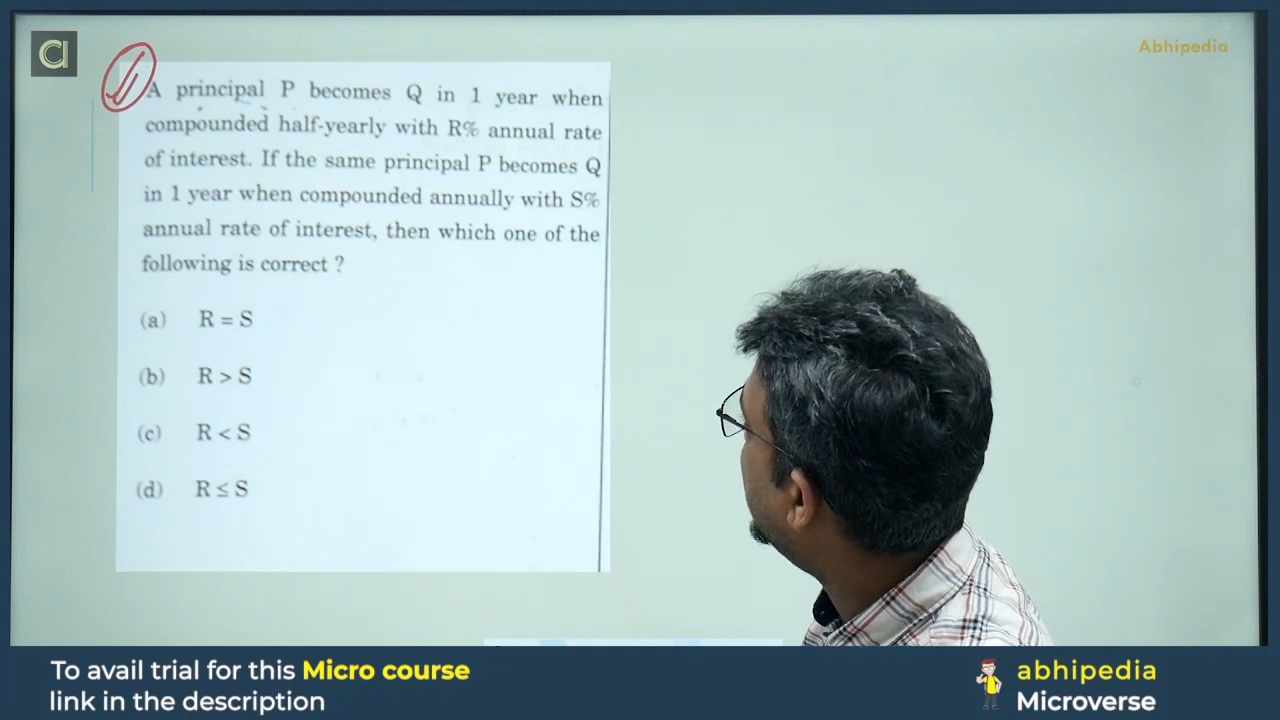 Abhipedia
A principal P becomes Q in 1 year when
compounded half-yearly with R% annual rate
of interest. If the same principal P becomes Q
in 1 year when compounded annually with S%
annual rate of interest, then which one of the
following is correct ?
(a) R = S
(b) R > S
(c) R < S
(d) R ≤ S
To avail trial for this Micro course
link in the description
abhipedia
Microverse